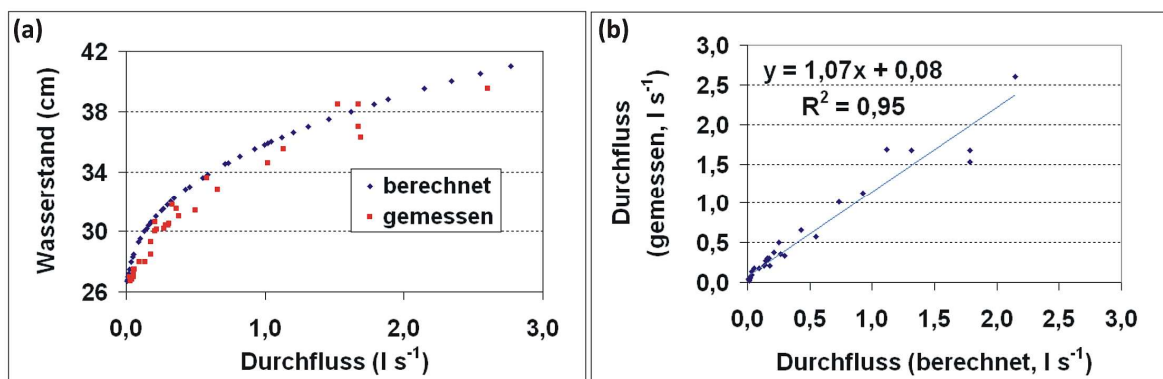 (a)
Wasserstand (cm)
42
38
34
30
26
berechnet
gemessen
0,0
1,0
2,0
3,0
Durchfluss (l s⁻¹)
(b)
Durchfluss
(gemessen, l s⁻¹)
3,0
2,5
2,0
1,5
1,0
0,5
0,0
y = 1,07x + 0,08
R² = 0,95
0,0
0,5
1,0
1,5
2,0
2,5
3,0
Durchfluss (berechnet, l s⁻¹)